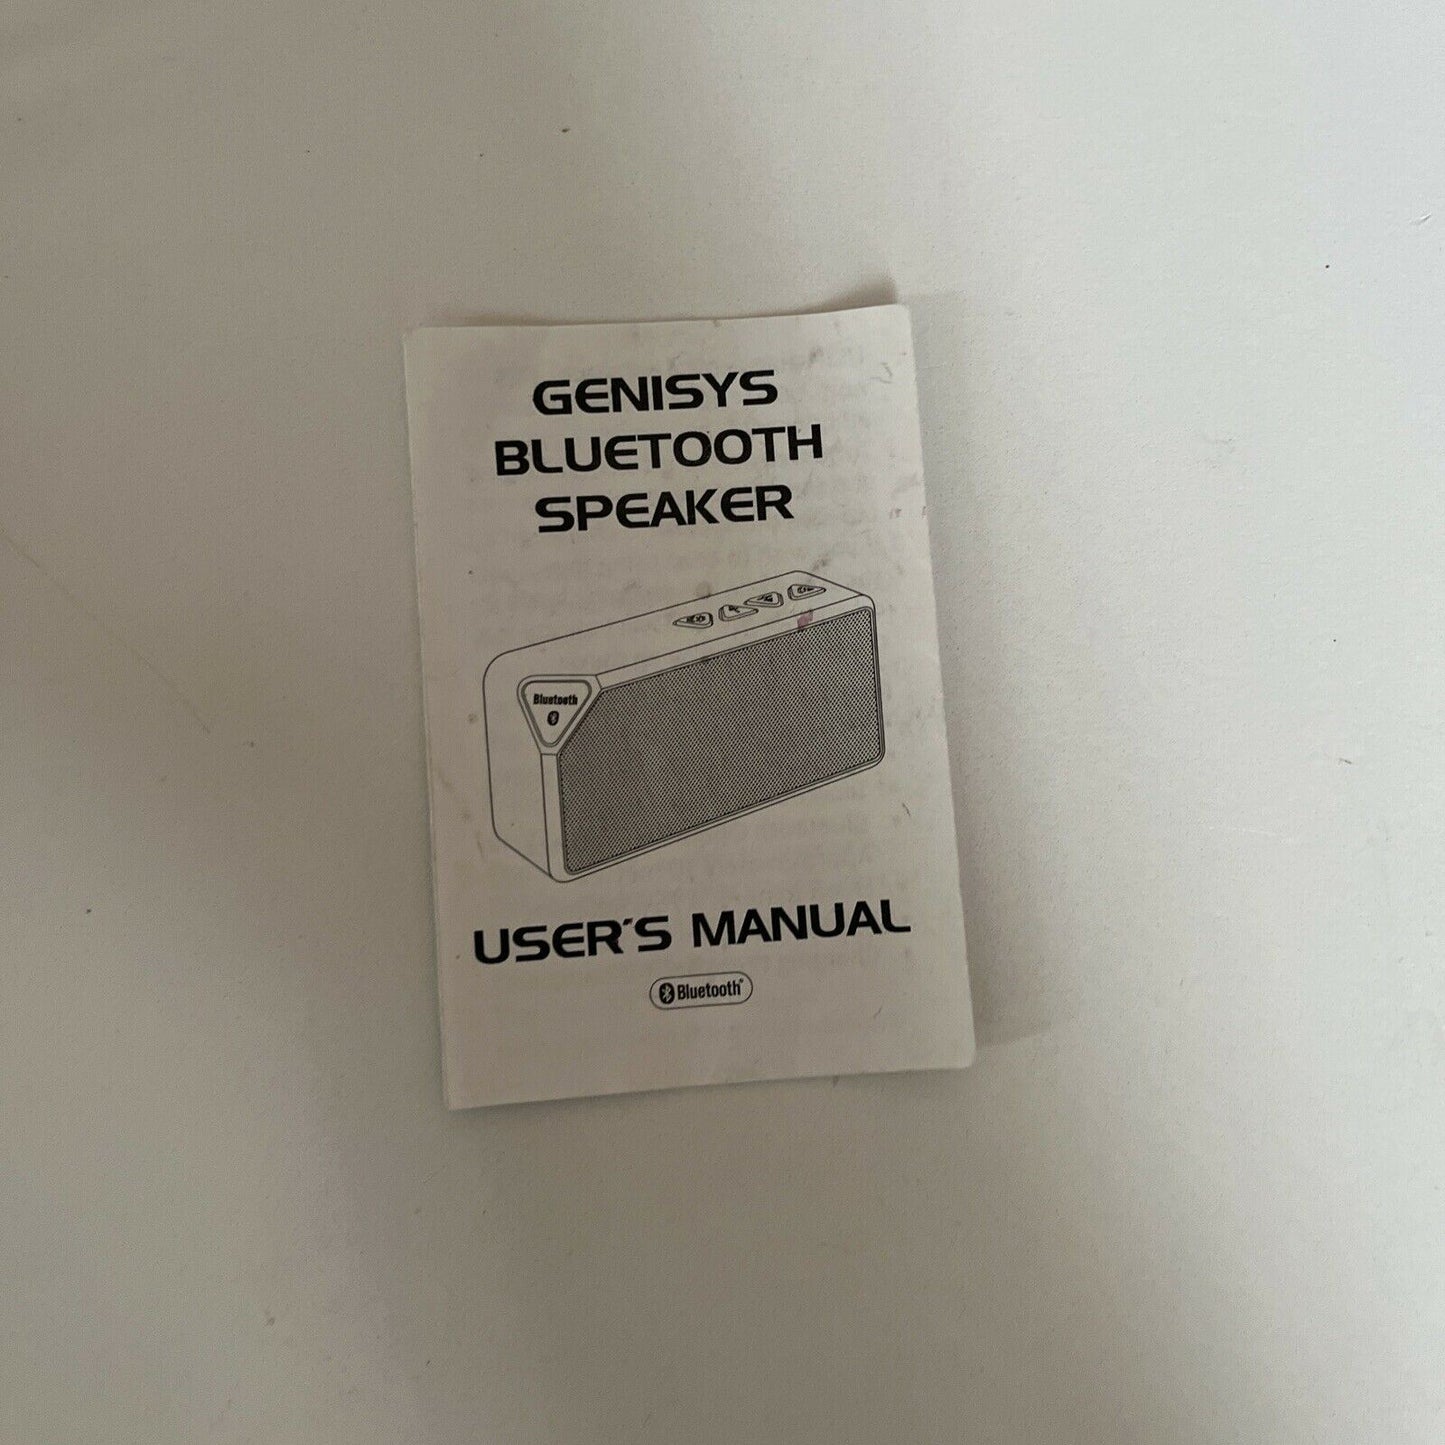 GENISYS
BLUETOOTH
SPEAKER
Bluetooth
USER'S MANUAL
Bluetooth®